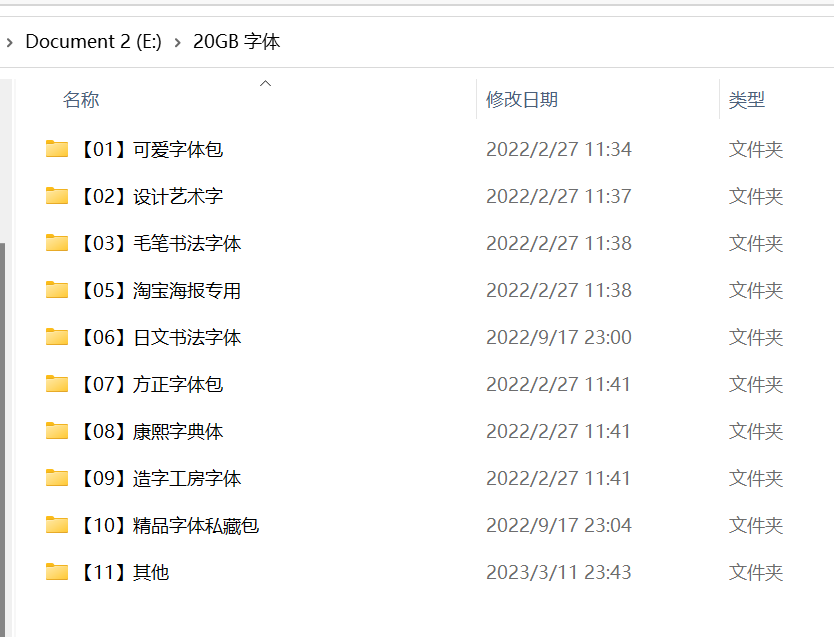 › Document 2 (E:) › 20GB 字体
名称 修改日期 类型
【01】可爱字体包 2022/2/27 11:34 文件夹
【02】设计艺术字 2022/2/27 11:37 文件夹
【03】毛笔书法字体 2022/2/27 11:38 文件夹
【05】淘宝海报专用 2022/2/27 11:38 文件夹
【06】日文书法字体 2022/9/17 23:00 文件夹
【07】方正字体包 2022/2/27 11:41 文件夹
【08】康熙字典体 2022/2/27 11:41 文件夹
【09】造字工房字体 2022/2/27 11:41 文件夹
【10】精品字体私藏包 2022/9/17 23:04 文件夹
【11】其他 2023/3/11 23:43 文件夹